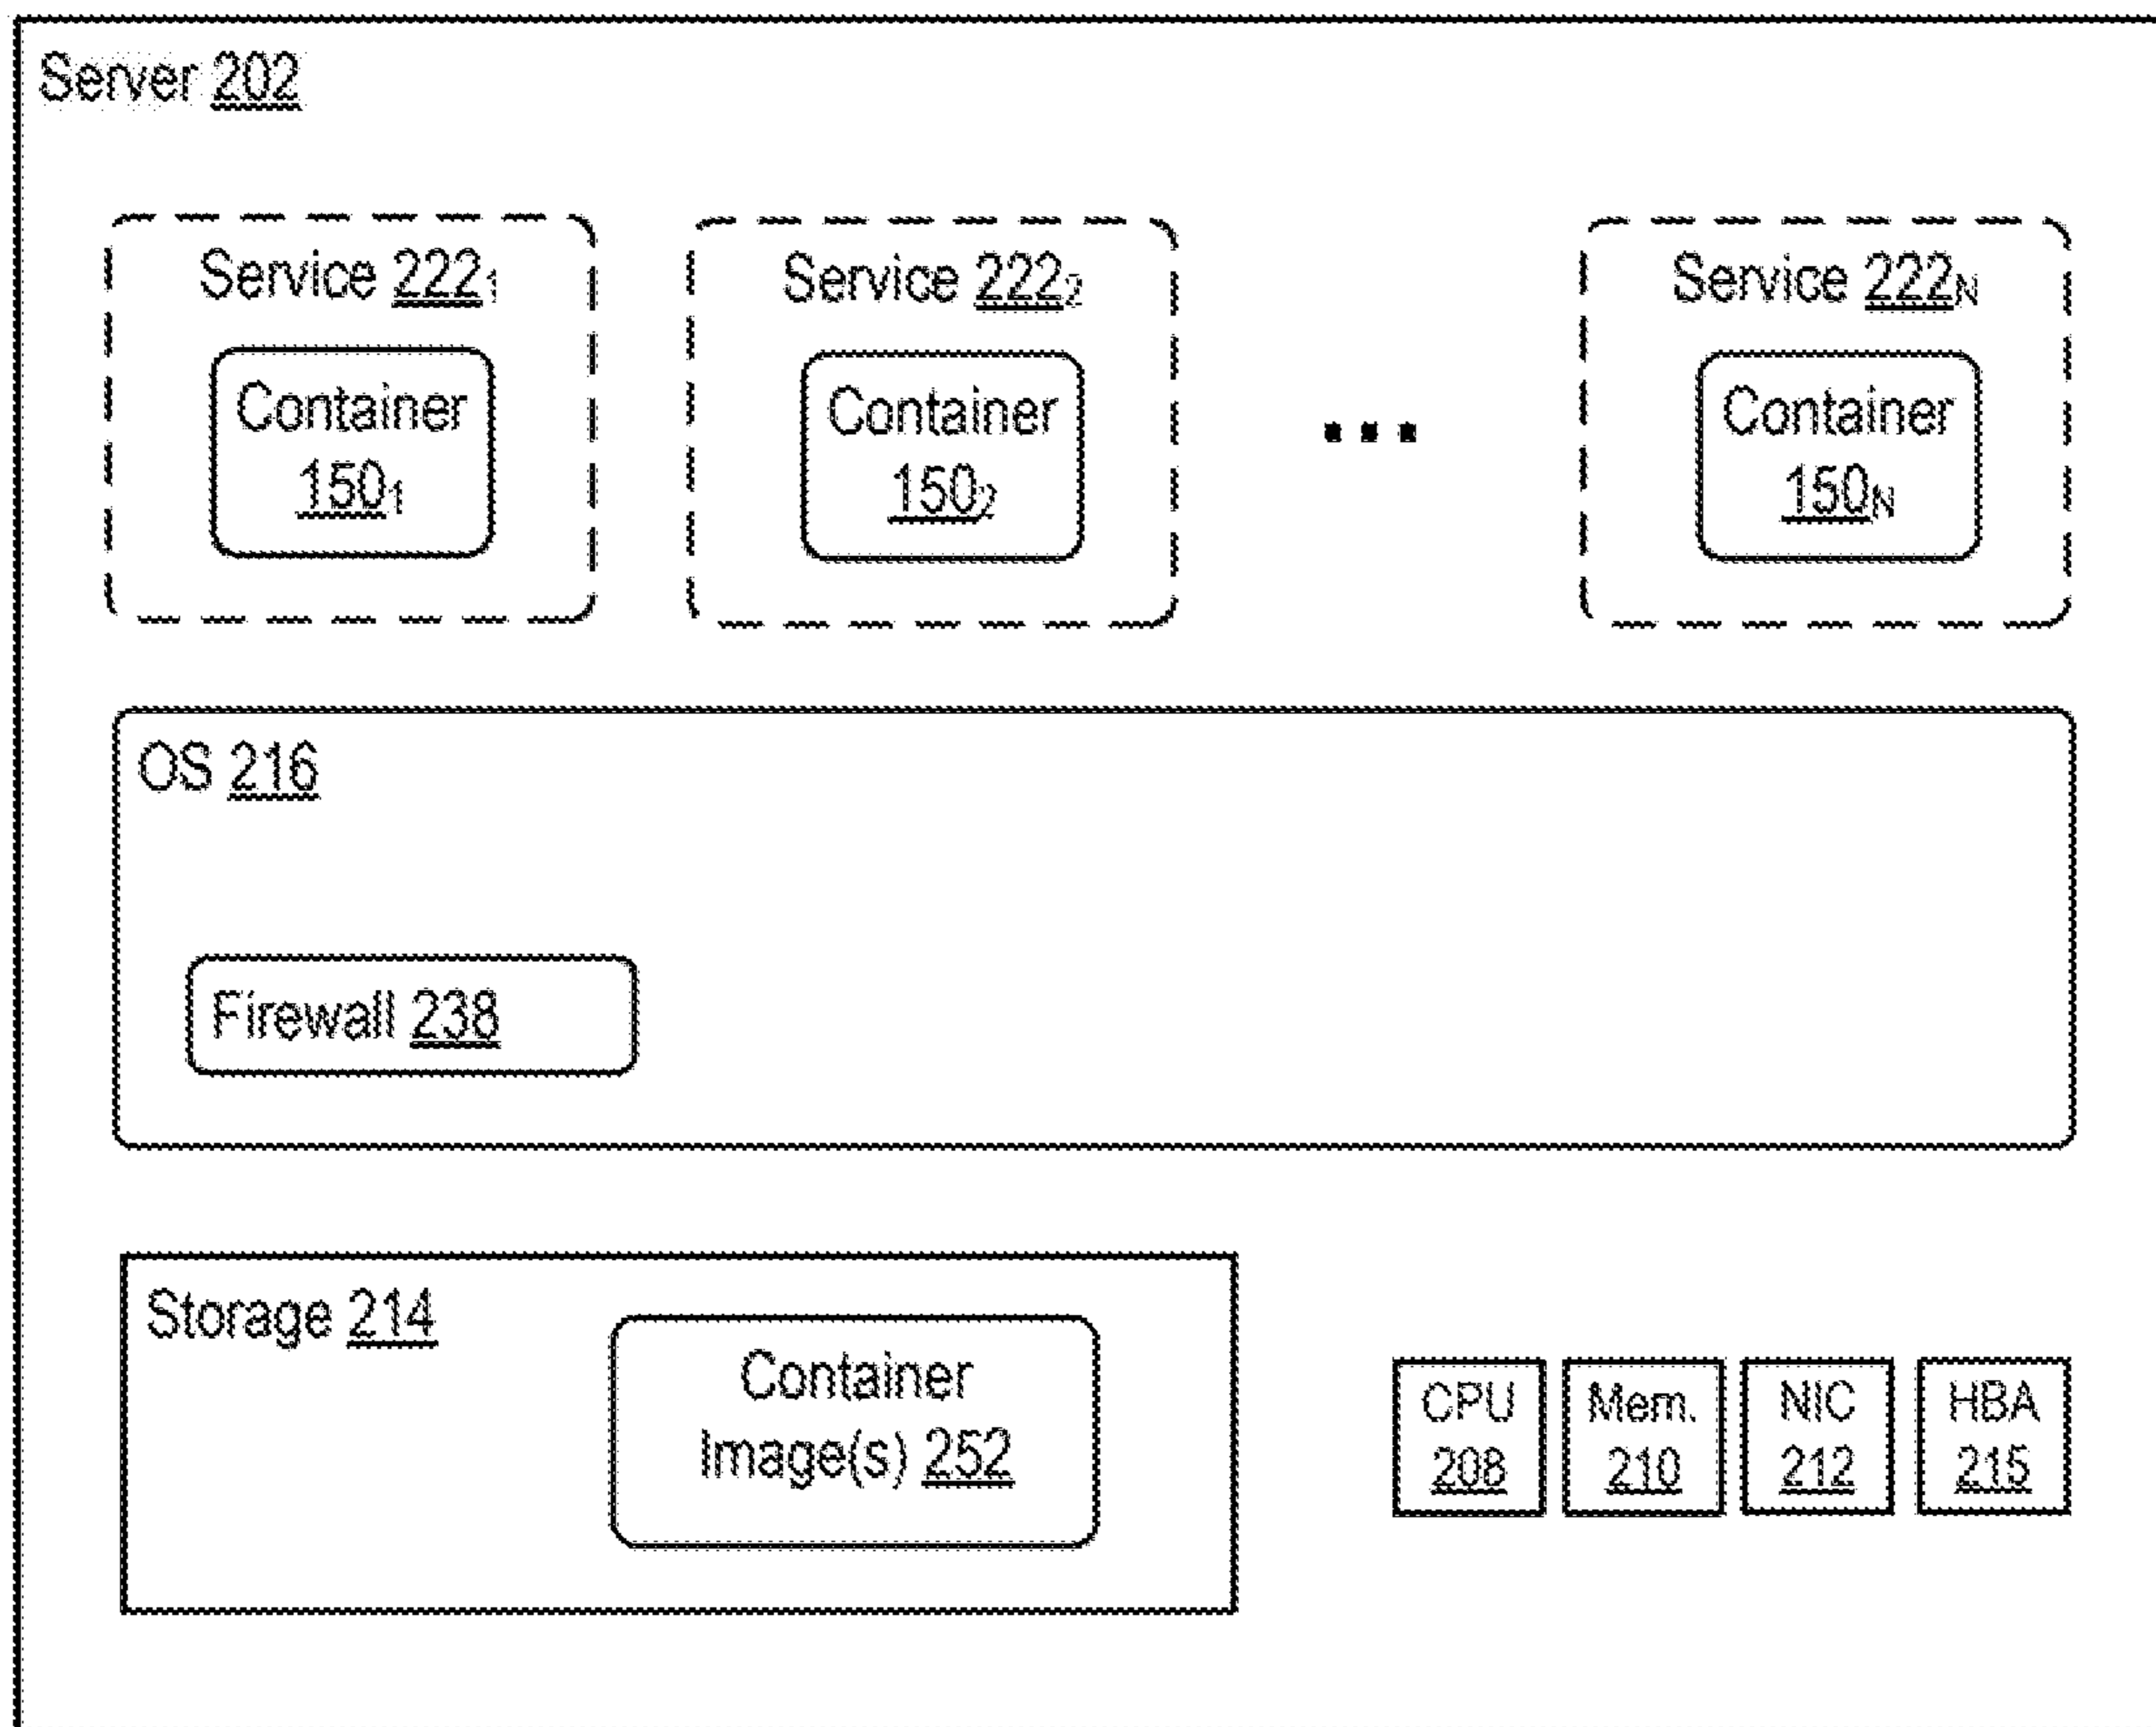 Server 202
Service 222₁
Container
150₁
Service 222₂
Container
150₂
...
Service 222N
Container
150N
OS 216
Firewall 238
Storage 214
Container
Image(s) 252
CPU
208
Mem.
210
NIC
212
HBA
215